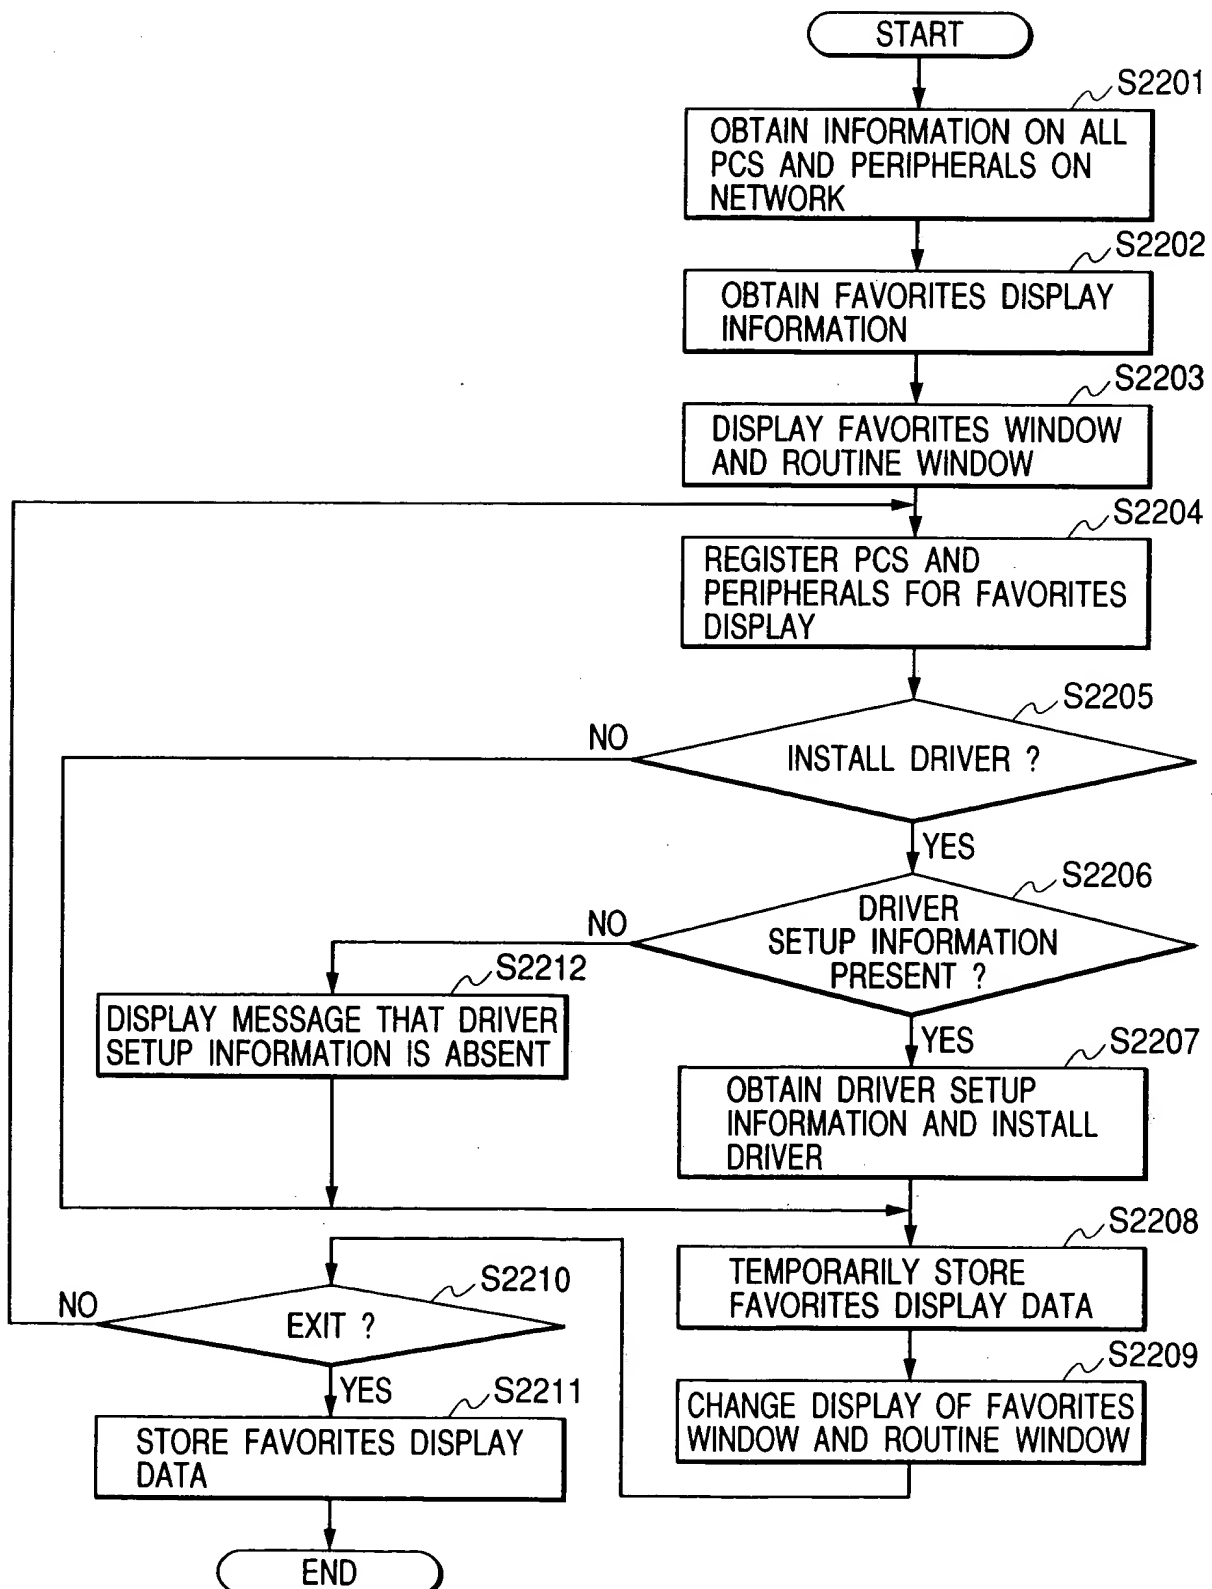 START
S2201
OBTAIN INFORMATION ON ALL
PCS AND PERIPHERALS ON
NETWORK
S2202
OBTAIN FAVORITES DISPLAY
INFORMATION
S2203
DISPLAY FAVORITES WINDOW
AND ROUTINE WINDOW
S2204
REGISTER PCS AND
PERIPHERALS FOR FAVORITES
DISPLAY
S2205
NO
INSTALL DRIVER ?
YES
S2206
NO
DRIVER
SETUP INFORMATION
PRESENT ?
YES
S2212
DISPLAY MESSAGE THAT DRIVER
SETUP INFORMATION IS ABSENT
S2207
OBTAIN DRIVER SETUP
INFORMATION AND INSTALL
DRIVER
S2208
TEMPORARILY STORE
FAVORITES DISPLAY DATA
S2209
CHANGE DISPLAY OF FAVORITES
WINDOW AND ROUTINE WINDOW
S2210
NO
EXIT ?
YES
S2211
STORE FAVORITES DISPLAY
DATA
END